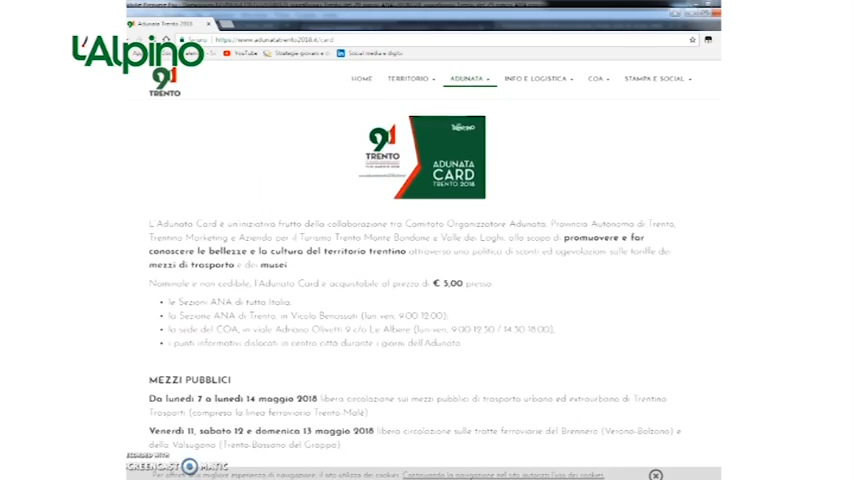 Adunata Trento 2018
https://www.adunatatrento2018.it/card
YouTube
Social media e digita
L'Alpino
91
TRENTO
HOME TERRITORIO ADUNATA INFO E LOGISTICA COA STAMPA E SOCIAL
91
TRENTO
Trentino
ADUNATA
CARD
TRENTO 2018
L'Adunata Card è un'iniziativa frutto della collaborazione tra Comitato Organizzatore Adunata, Provincia Autonoma di Trento,
Trentino Marketing e Azienda per il Turismo Trento Monte Bondone e Valle dei Laghi, allo scopo di promuovere e far
conoscere le bellezze e la cultura del territorio trentino attraverso una politica di sconti ed agevolazioni sulle tariffe dei
mezzi di trasporto e dei musei
Nominale e non cedibile, l'Adunata Card è acquistabile al prezzo di € 5,00 presso:
le Sezioni ANA di tutta Italia;
la Sezione ANA di Trento, in Vicolo Benassuti (lun-ven, 9.00-12.00);
la sede del COA, in viale Adriano Olivetti 9 c/o Le Albere (lun-ven, 9.00-12.30 / 14.30-18.00);
i punti informativi dislocati in centro città durante i giorni dell'Adunata
MEZZI PUBBLICI
Da lunedì 7 a lunedì 14 maggio 2018 libera circolazione sui mezzi pubblici di trasporto urbano ed extraurbano di Trentino
Trasporti (compresa la linea ferroviaria Trento-Malè)
Venerdì 11, sabato 12 e domenica 13 maggio 2018 libera circolazione sulle tratte ferroviarie del Brennero (Verona-Bolzano) e
della Valsugana (Trento-Bassano del Grappa)
RECORDED WITH
SCREENCAST MATIC
Per offrirti una migliore esperienza di navigazione, il sito utilizza dei cookies. Continuando la navigazione nel sito autorizzi l'uso dei cookies.